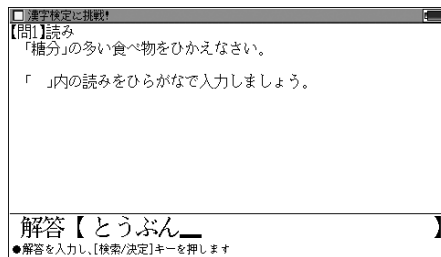 漢字検定に挑戦!
【問1】読み
「糖分」の多い食べ物をひかえなさい。
「　」内の読みをひらがなで入力しましょう。
解答【とうぶん 】
●解答を入力し、[検索/決定]キーを押します